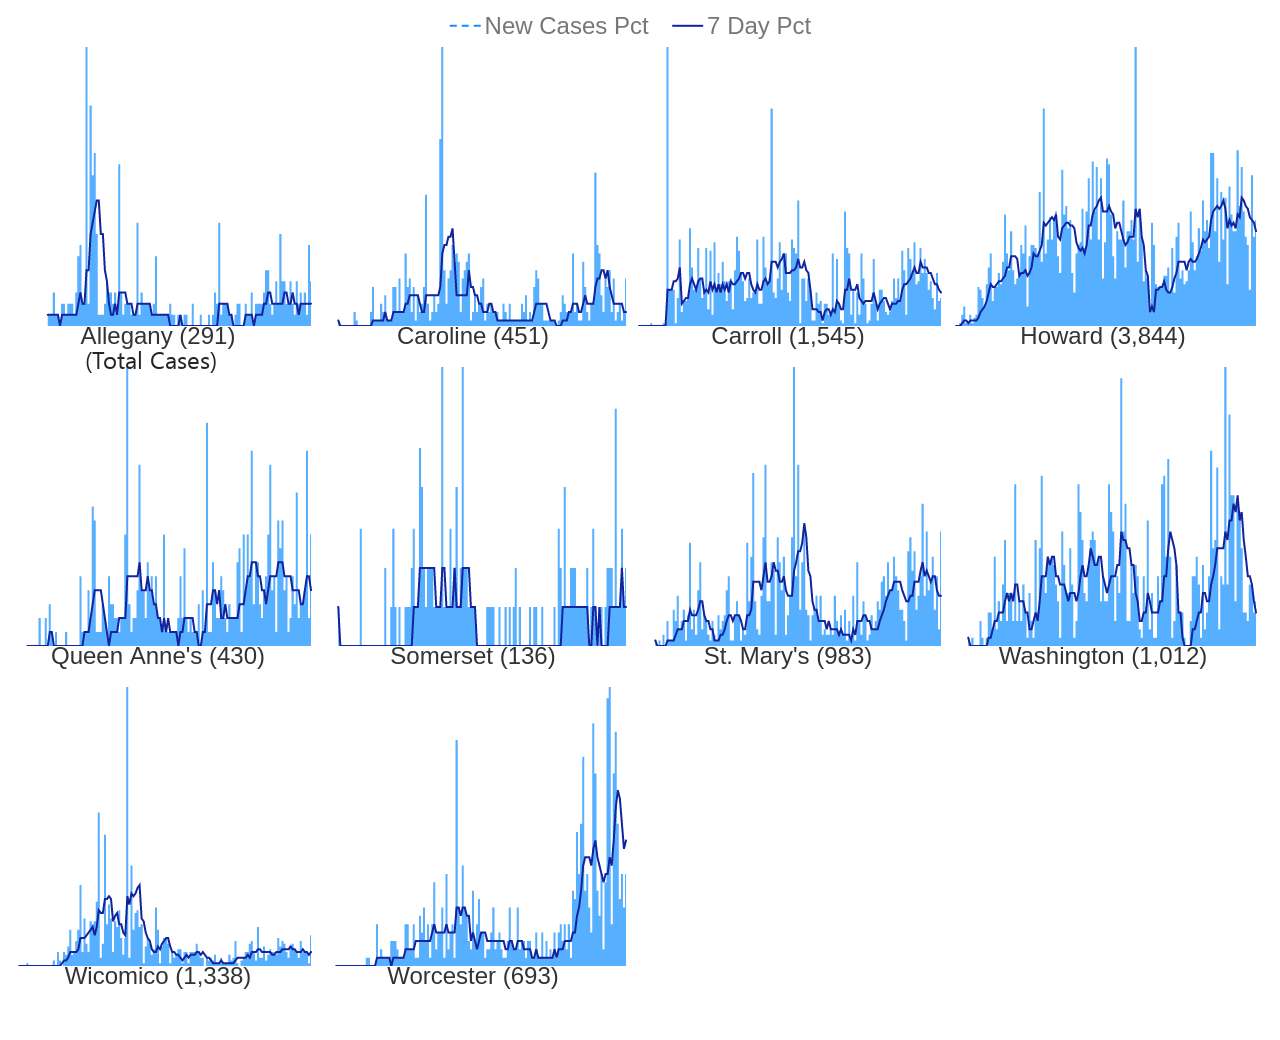 New Cases Pct 7 Day Pct
Allegany (291) Caroline (451) Carroll (1,545) Howard (3,844)
(Total Cases)
Queen Anne's (430) Somerset (136) St. Mary's (983) Washington (1,012)
Wicomico (1,338) Worcester (693)